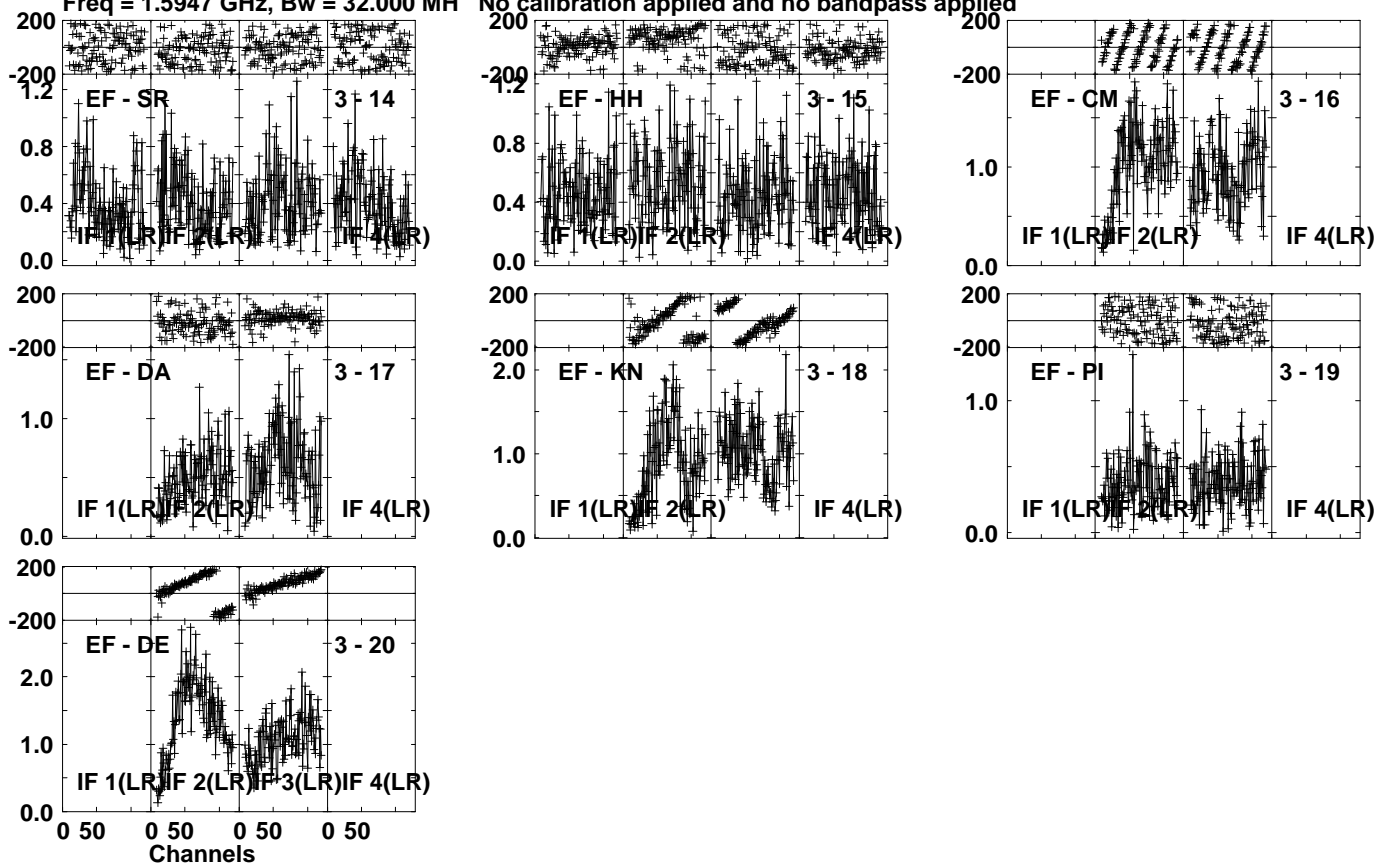 Freq = 1.5947 GHz, Bw = 32.000 MH No calibration applied and no bandpass applied
200
-200
1.2
0.8
0.4
0.0
EF - SR
3 - 14
IF 1(LR)
IF 2(LR)
IF 4(LR)
200
-200
1.2
0.8
0.4
0.0
EF - HH
3 - 15
IF 1(LR)
IF 2(LR)
IF 4(LR)
200
-200
1.0
0.0
EF - CM
3 - 16
IF 1(LR)
IF 2(LR)
IF 4(LR)
200
-200
1.0
0.0
EF - DA
3 - 17
IF 1(LR)
IF 2(LR)
IF 4(LR)
200
-200
2.0
1.0
0.0
EF - KN
3 - 18
IF 1(LR)
IF 2(LR)
IF 4(LR)
200
-200
1.0
0.0
EF - PI
3 - 19
IF 1(LR)
IF 2(LR)
IF 4(LR)
200
-200
2.0
1.0
0.0
EF - DE
3 - 20
IF 1(LR)
IF 2(LR)
IF 3(LR)
IF 4(LR)
0 50 0 50 0 50 0 50
Channels